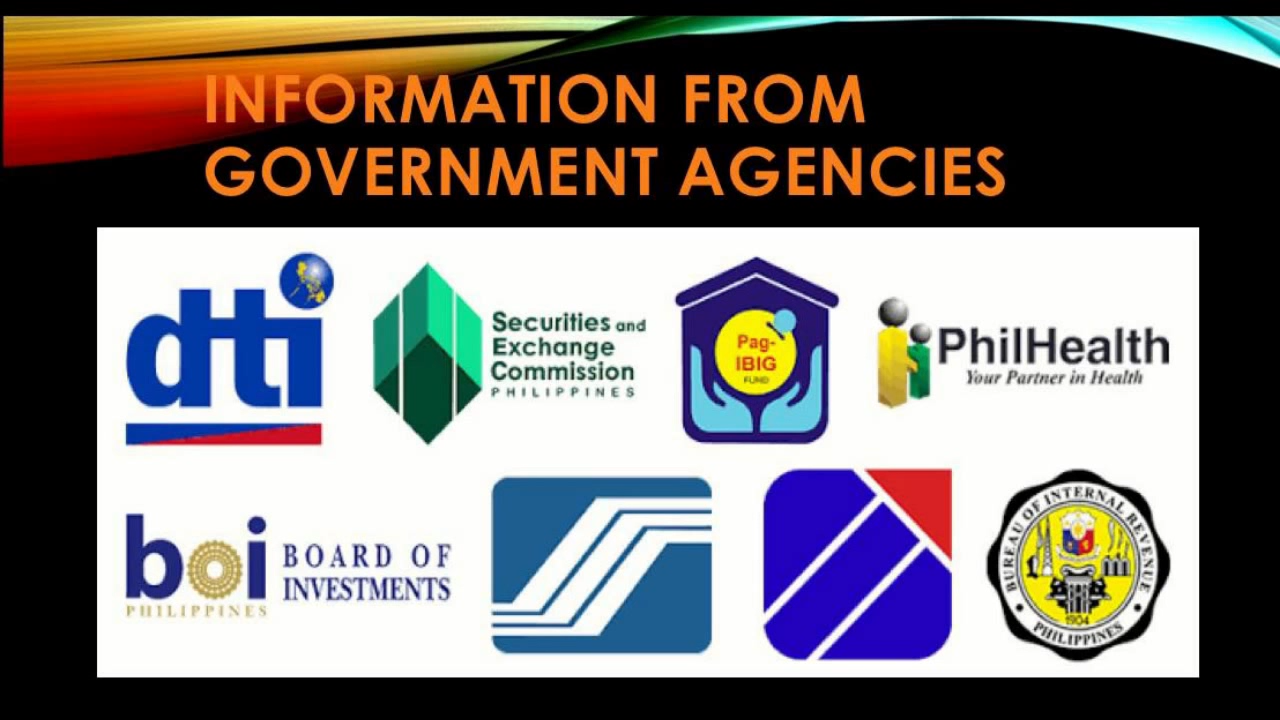 INFORMATION FROM
GOVERNMENT AGENCIES
dti
Securities and
Exchange
Commission
PHILIPPINES
Pag-
IBIG
FUND
PhilHealth
Your Partner in Health
boi
PHILIPPINES
BOARD OF
INVESTMENTS
BUREAU OF INTERNAL REVENUE
1904
PHILIPPINES